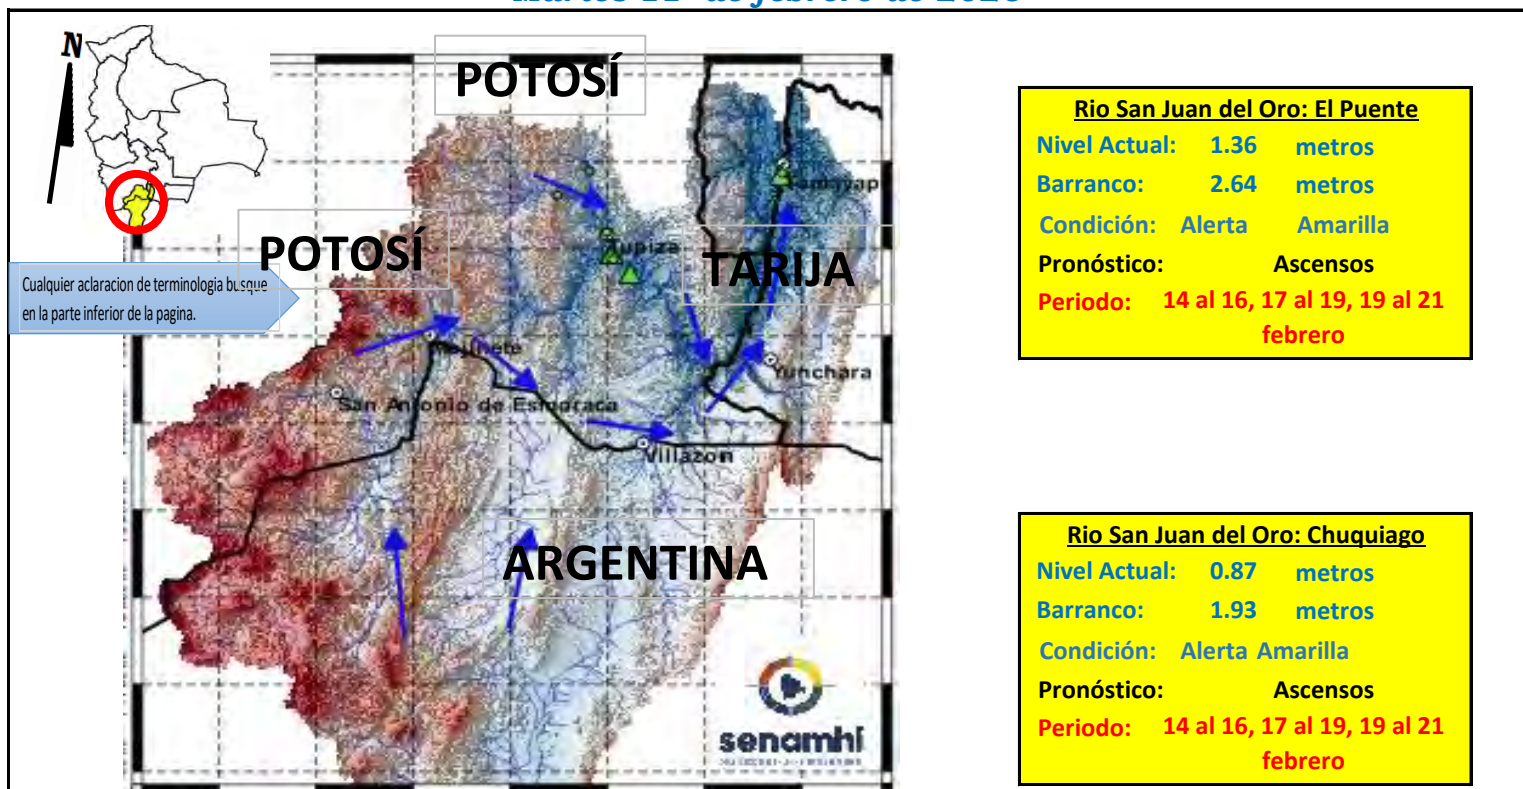 N
POTOSÍ
POTOSÍ
TARIJA
ARGENTINA
Cualquier aclaracion de terminologia busque
en la parte inferior de la pagina.
Tupiza
San Antonio de Esmoraca
Yunchara
Villazon
senamhi
Rio San Juan del Oro: El Puente
Nivel Actual: 1.36 metros
Barranco: 2.64 metros
Condición: Alerta Amarilla
Pronóstico: Ascensos
Periodo: 14 al 16, 17 al 19, 19 al 21
febrero
Rio San Juan del Oro: Chuquiago
Nivel Actual: 0.87 metros
Barranco: 1.93 metros
Condición: Alerta Amarilla
Pronóstico: Ascensos
Periodo: 14 al 16, 17 al 19, 19 al 21
febrero